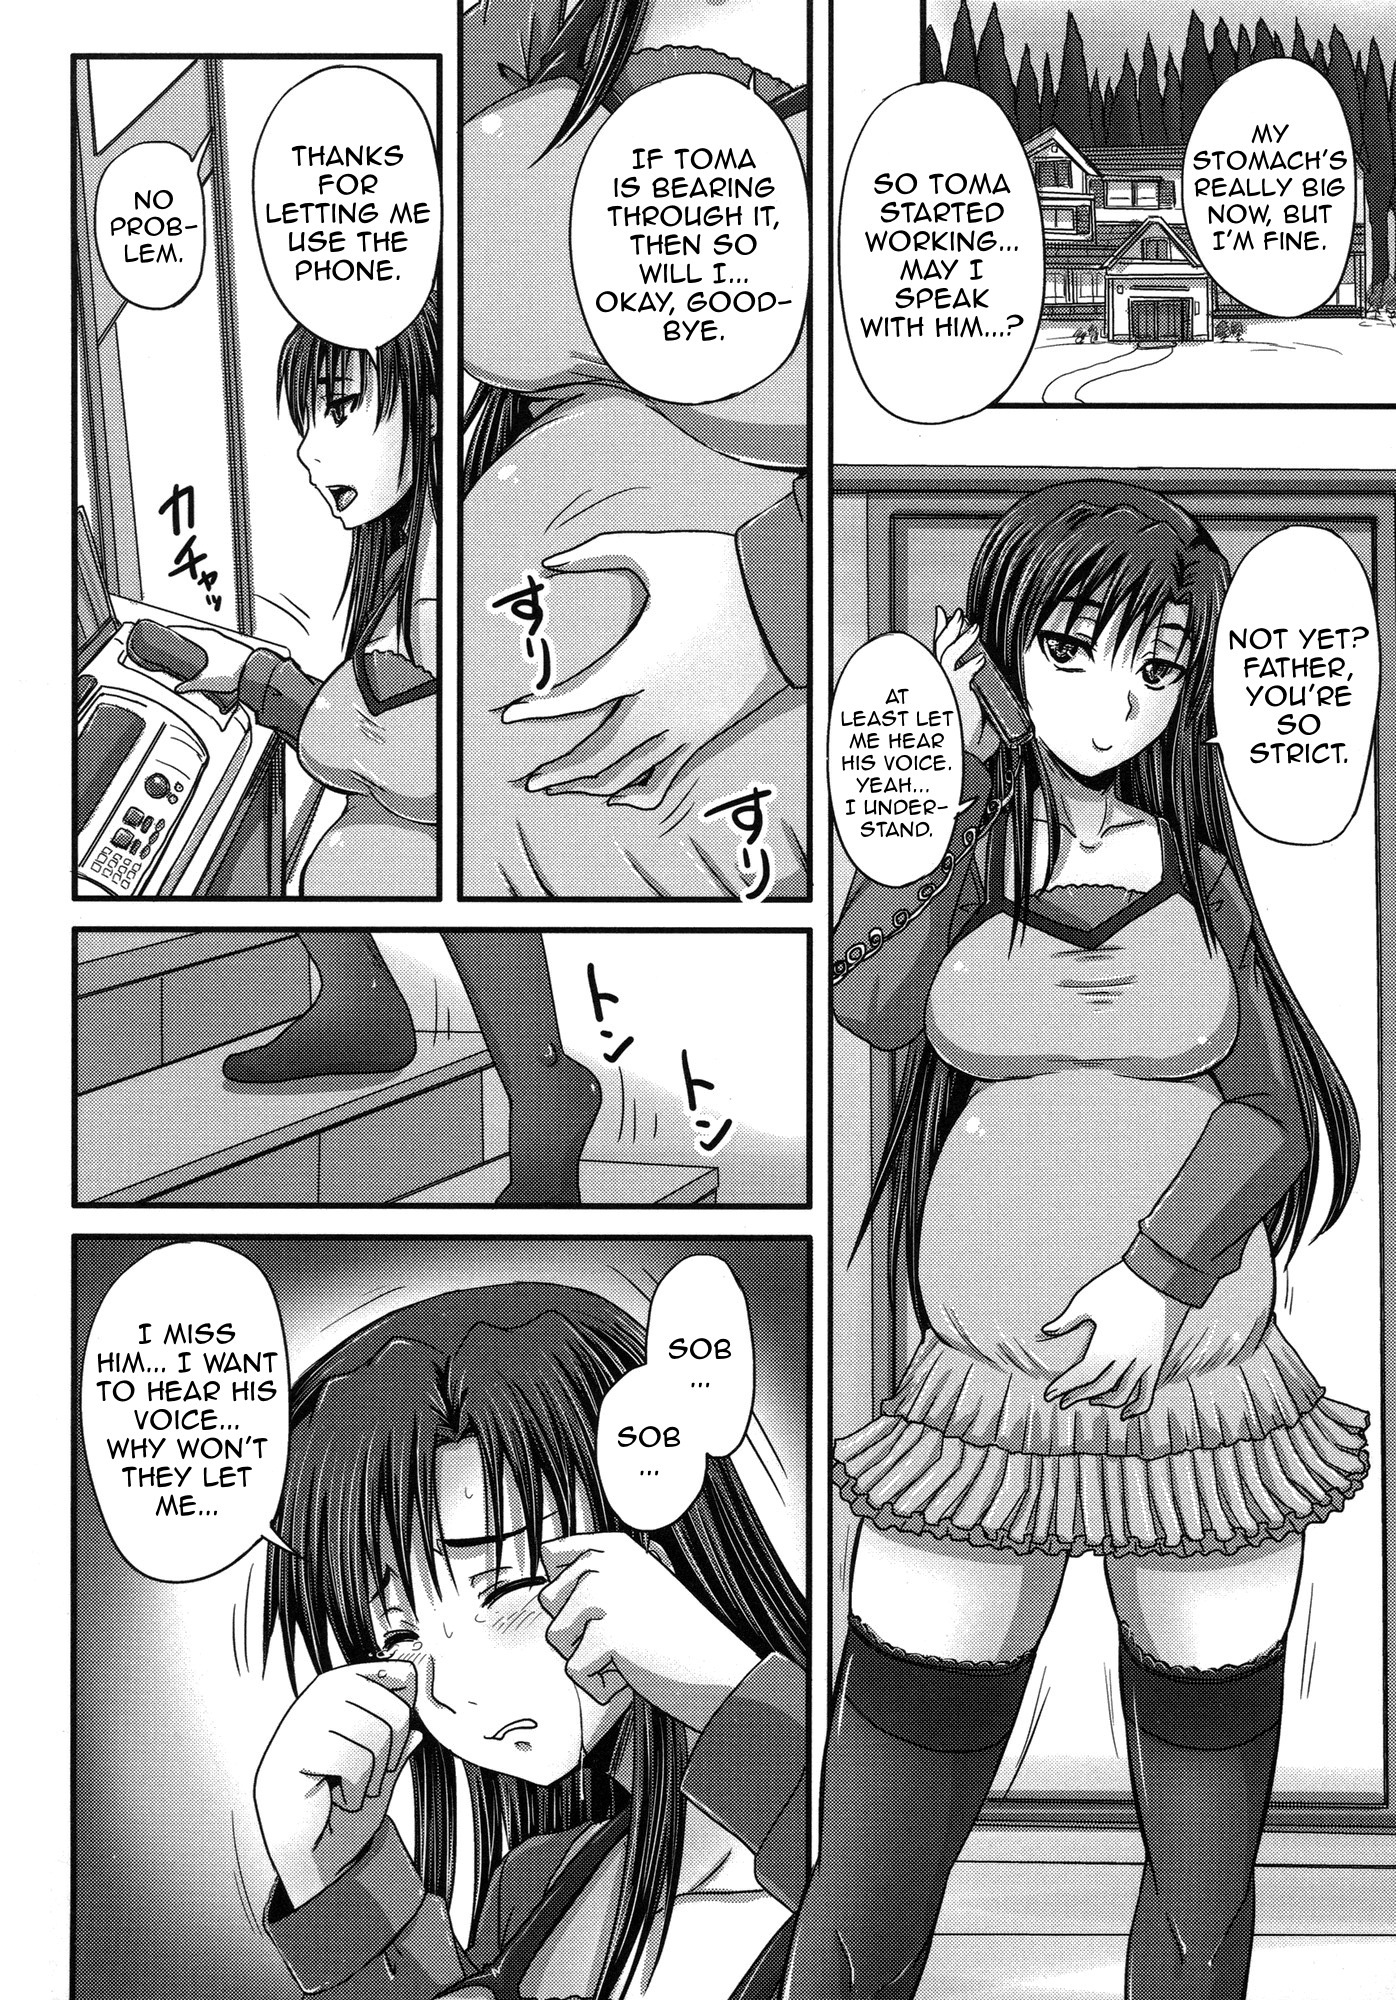 MY
STOMACH'S
REALLY BIG
NOW, BUT
I'M FINE.
SO TOMA
STARTED
WORKING...
MAY I
SPEAK
WITH HIM...?
NOT YET?
FATHER,
YOU'RE
SO
STRICT.
AT
LEAST LET
ME HEAR
HIS VOICE.
YEAH...
I UNDER-
STAND.
IF TOMA
IS BEARING
THROUGH IT,
THEN SO
WILL I...
OKAY, GOOD-
BYE.
すり
すり
THANKS
FOR
LETTING ME
USE THE
PHONE.
NO
PROB-
LEM.
カチャッ
トン
トン
SOB
...
SOB
...
I MISS
HIM... I WANT
TO HEAR HIS
VOICE...
WHY WON'T
THEY LET
ME...